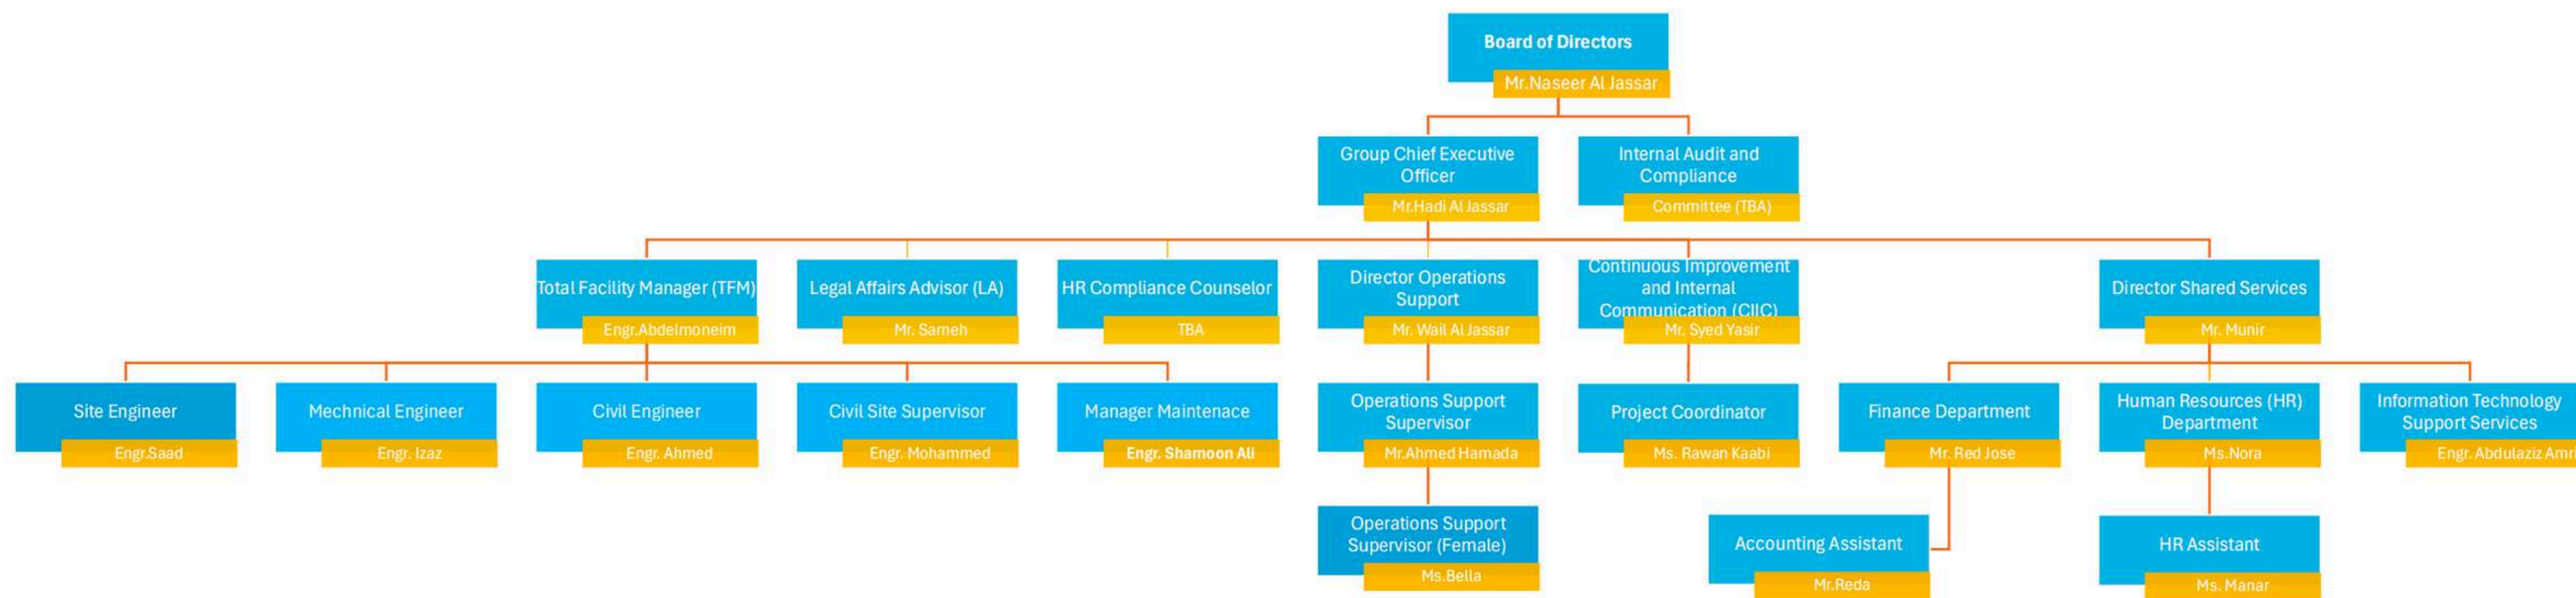 Board of Directors
Mr.Naseer Al Jassar
Group Chief Executive
Officer
Mr.Hadi Al Jassar
Internal Audit and
Compliance
Committee (TBA)
Total Facility Manager (TFM)
Engr.Abdelmoneim
Legal Affairs Advisor (LA)
Mr. Sameh
HR Compliance Counselor
TBA
Director Operations
Support
Mr. Wail Al Jassar
Continuous Improvement
and Internal
Communication (CIIC)
Mr. Syed Yasir
Director Shared Services
Mr. Munir
Site Engineer
Engr.Saad
Mechnical Engineer
Engr. Izaz
Civil Engineer
Engr. Ahmed
Civil Site Supervisor
Engr. Mohammed
Manager Maintenace
Engr. Shamoon Ali
Operations Support
Supervisor
Mr.Ahmed Hamada
Project Coordinator
Ms. Rawan Kaabi
Finance Department
Mr. Red Jose
Human Resources (HR)
Department
Ms.Nora
Information Technology
Support Services
Engr. Abdulaziz Amri
Operations Support
Supervisor (Female)
Ms.Bella
Accounting Assistant
Mr.Reda
HR Assistant
Ms. Manar